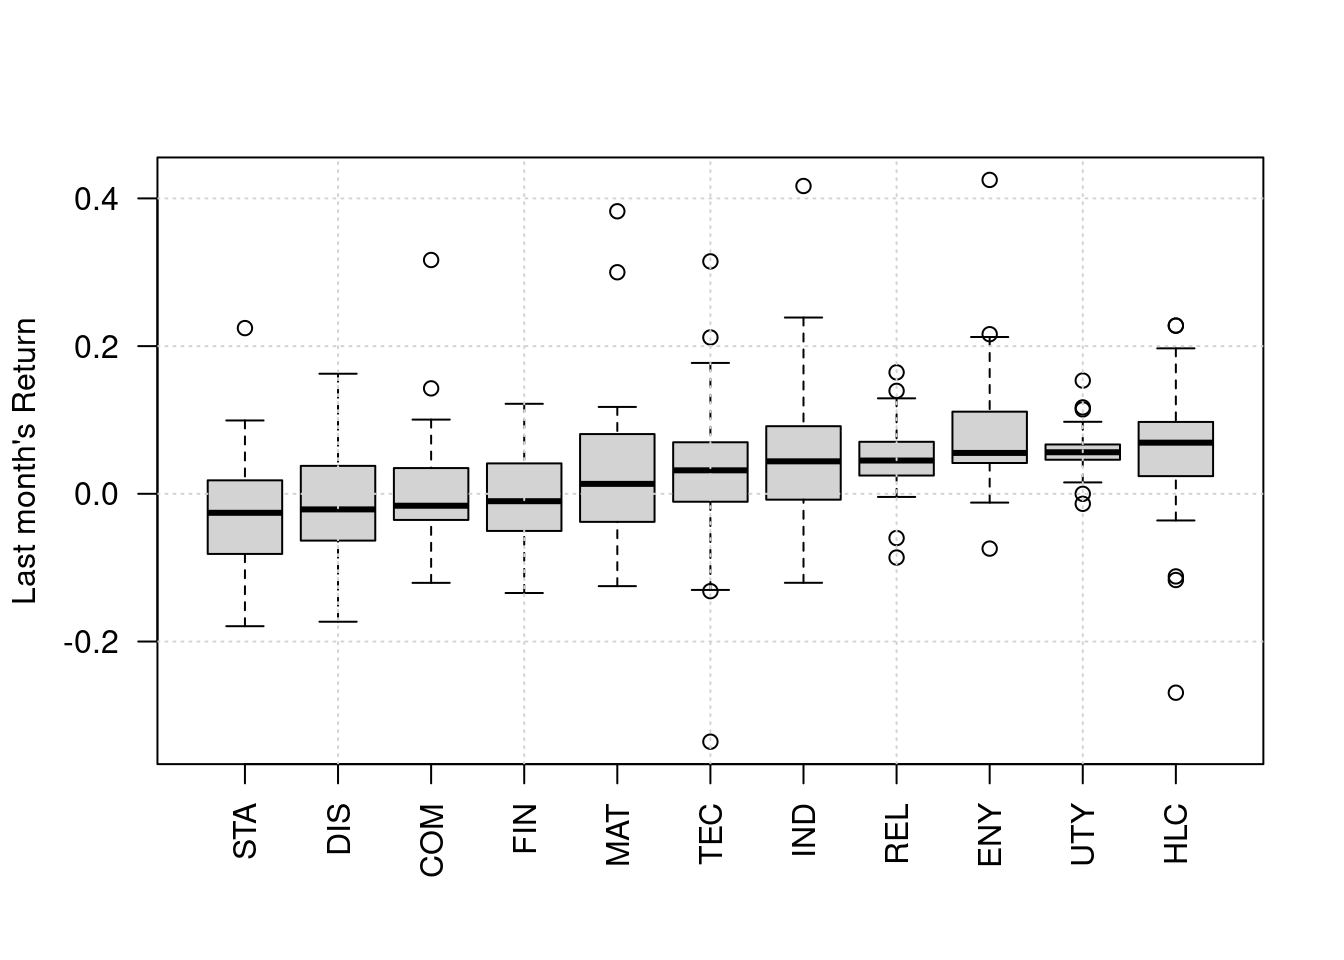 Last month's Return
0.4
0.2
0.0
-0.2
STA
DIS
COM
FIN
MAT
TEC
IND
REL
ENY
UTY
HLC